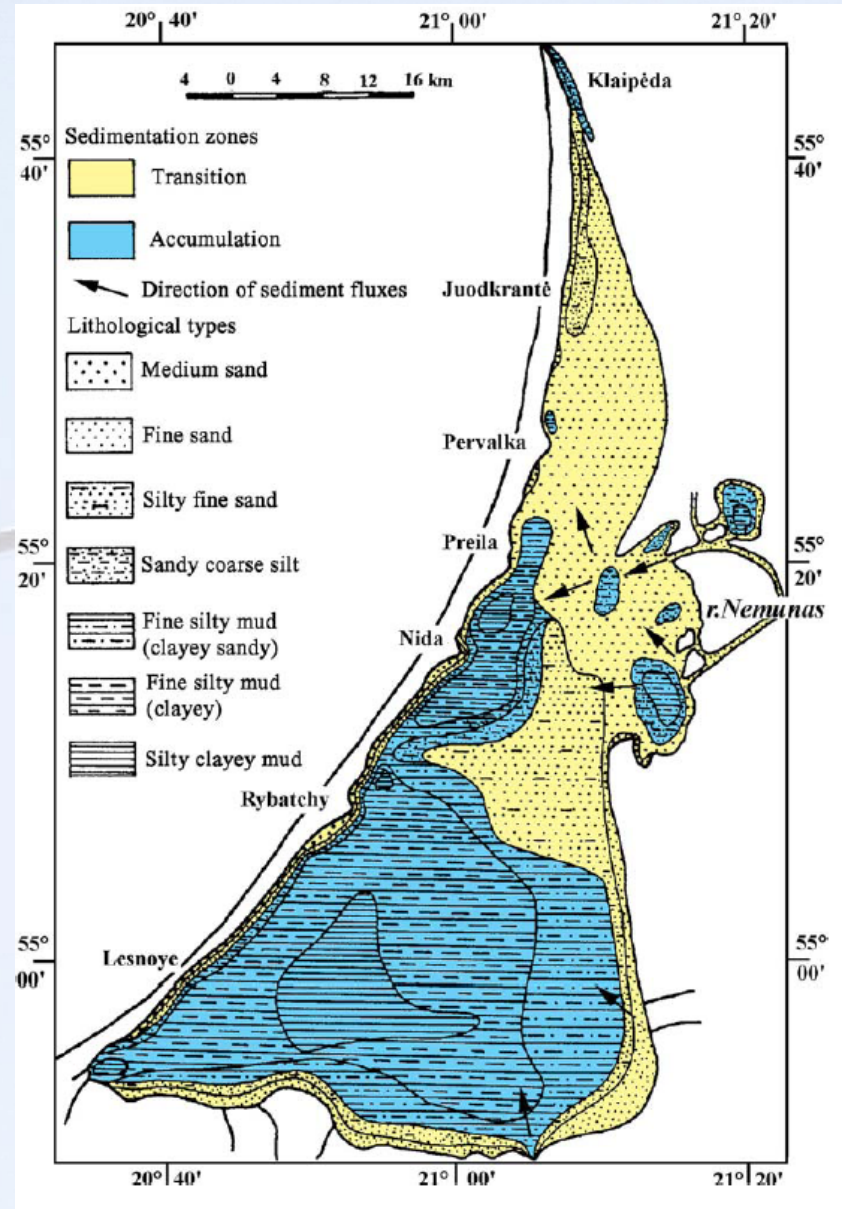 20° 40'
21° 00'
21° 20'
4 0 4 8 12 16 km
Klaipėda
Sedimentation zones
55°
40'
55°
40'
Transition
Accumulation
Direction of sediment fluxes
Juodkrantė
Lithological types
Medium sand
Fine sand
Pervalka
Silty fine sand
Preila
55°
20'
55°
20'
Sandy coarse silt
r.Nemunas
Fine silty mud
(clayey sandy)
Nida
Fine silty mud
(clayey)
Silty clayey mud
Rybatchy
Lesnoye
55°
00'
55°
00'
20° 40'
21° 00'
21° 20'